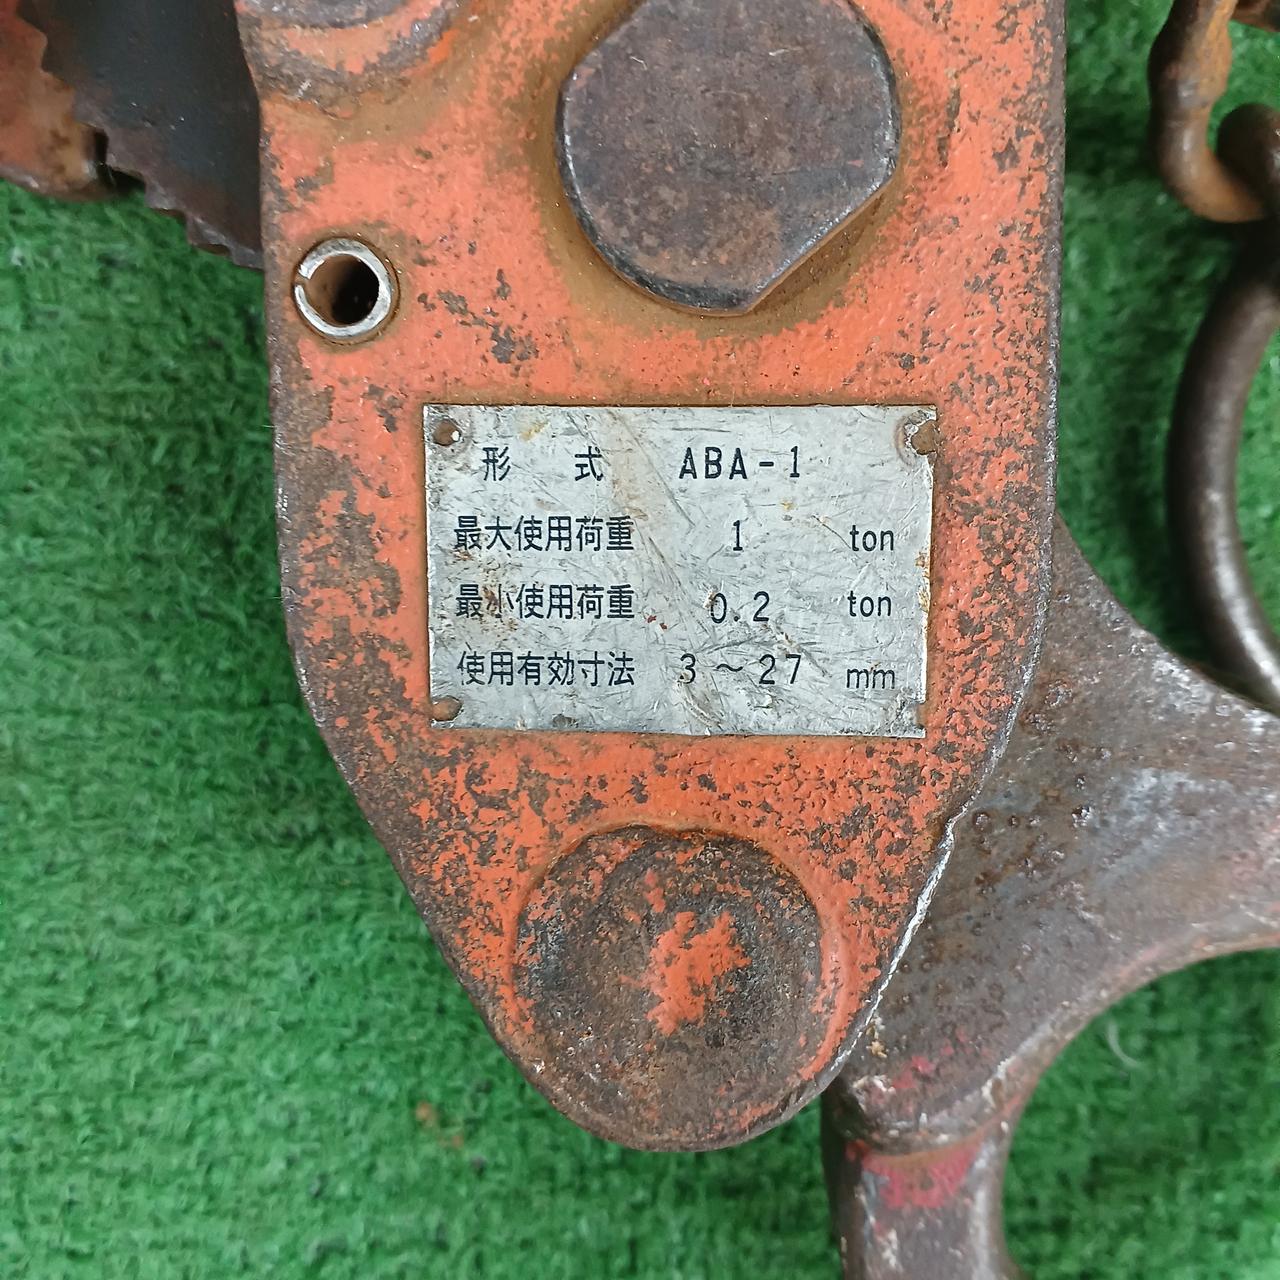 形 式 ABA-1
最大使用荷重 1 ton
最小使用荷重 0.2 ton
使用有効寸法 3～27 mm